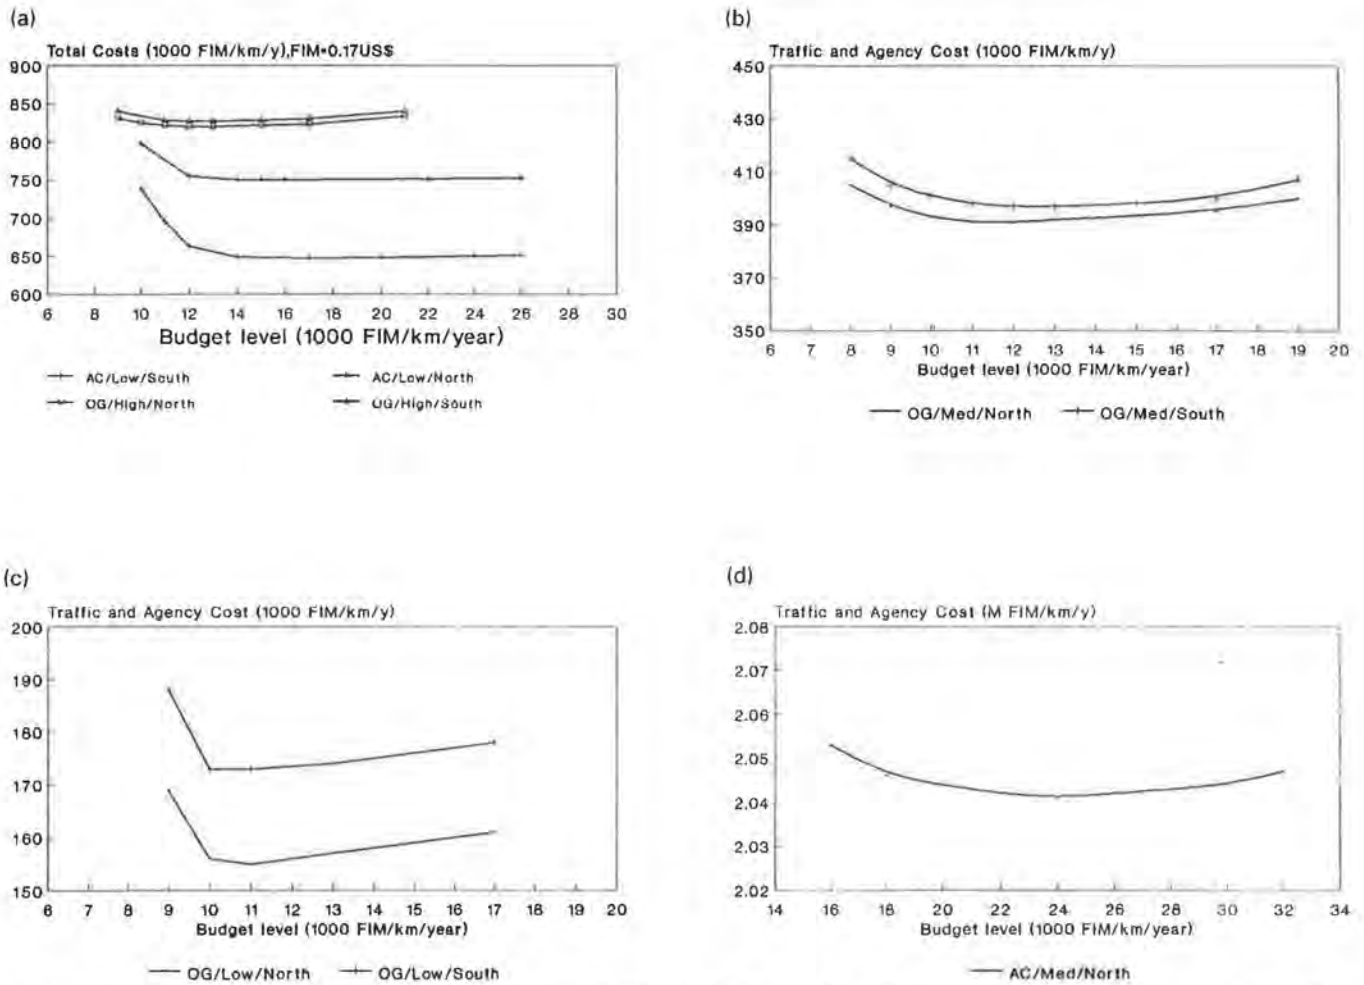 (a)
Total Costs (1000 FIM/km/y),FIM=0.17US$
900
850
800
750
700
650
600
6 8 10 12 14 16 18 20 22 24 26 28 30
Budget level (1000 FIM/km/year)
AC/Low/South AC/Low/North
OG/High/North OG/High/South
(b)
Traffic and Agency Cost (1000 FIM/km/y)
450
430
410
390
370
350
6 7 8 9 10 11 12 13 14 15 16 17 18 19 20
Budget level (1000 FIM/km/year)
OG/Med/North OG/Med/South
(c)
Traffic and Agency Cost (1000 FIM/km/y)
200
190
180
170
160
150
6 7 8 9 10 11 12 13 14 15 16 17 18 19 20
Budget level (1000 FIM/km/year)
OG/Low/North OG/Low/South
(d)
Traffic and Agency Cost (M FIM/km/y)
2.08
2.07
2.06
2.05
2.04
2.03
2.02
14 16 18 20 22 24 26 28 30 32 34
Budget level (1000 FIM/km/year)
AC/Med/North